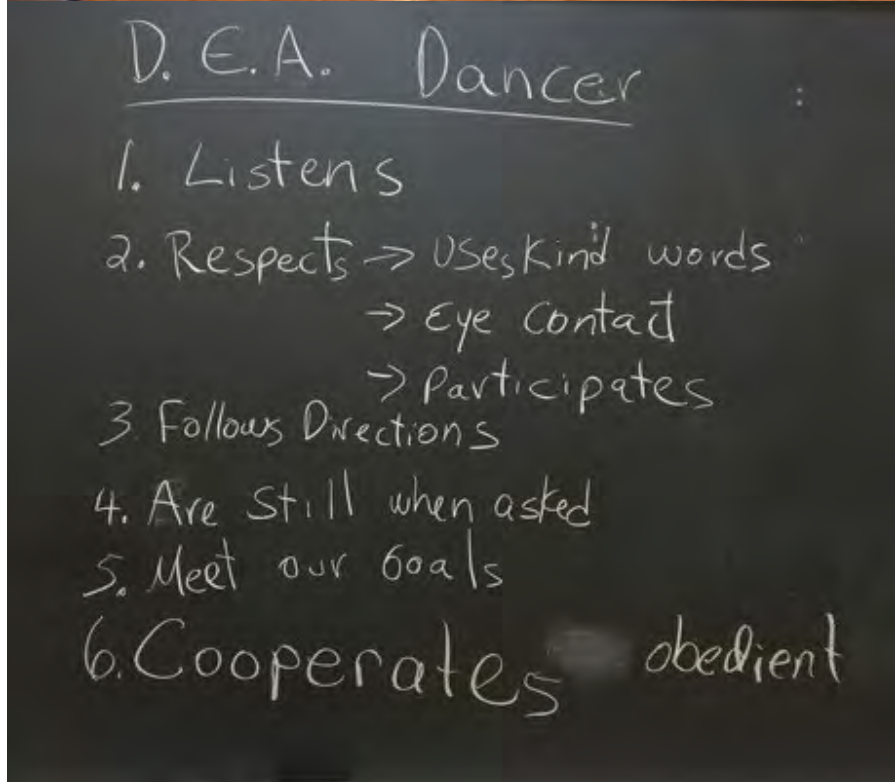 D.E.A. Dancer
1. Listens
2. Respects → Uses Kind words
→ Eye Contact
→ Participates
3. Follows Directions
4. Are Still when asked
5. Meet our Goals
6. Cooperates obedient